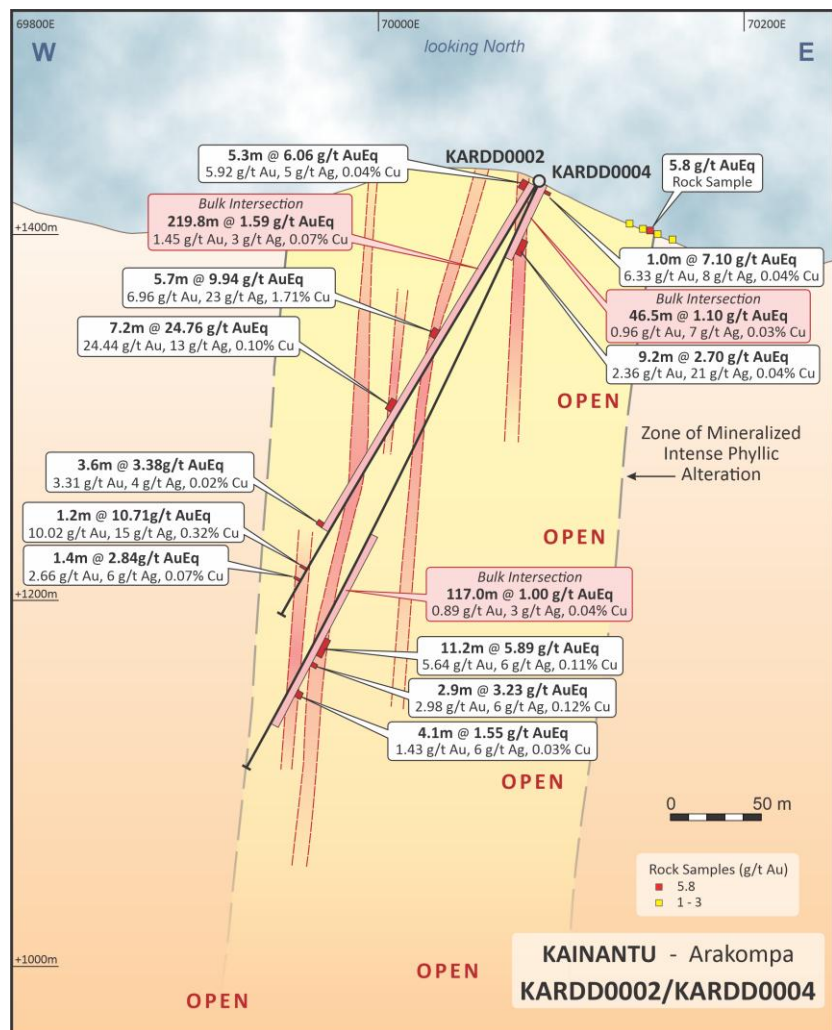 69800E
70000E
70200E
W
looking North
E
KARDD0002
KARDD0004
5.3m @ 6.06 g/t AuEq
5.92 g/t Au, 5 g/t Ag, 0.04% Cu
5.8 g/t AuEq
Rock Sample
Bulk Intersection
219.8m @ 1.59 g/t AuEq
1.45 g/t Au, 3 g/t Ag, 0.07% Cu
+1400m
1.0m @ 7.10 g/t AuEq
6.33 g/t Au, 8 g/t Ag, 0.04% Cu
5.7m @ 9.94 g/t AuEq
6.96 g/t Au, 23 g/t Ag, 1.71% Cu
Bulk Intersection
46.5m @ 1.10 g/t AuEq
0.96 g/t Au, 7 g/t Ag, 0.03% Cu
7.2m @ 24.76 g/t AuEq
24.44 g/t Au, 13 g/t Ag, 0.10% Cu
9.2m @ 2.70 g/t AuEq
2.36 g/t Au, 21 g/t Ag, 0.04% Cu
OPEN
Zone of Mineralized
Intense Phyllic
Alteration
3.6m @ 3.38g/t AuEq
3.31 g/t Au, 4 g/t Ag, 0.02% Cu
1.2m @ 10.71g/t AuEq
10.02 g/t Au, 15 g/t Ag, 0.32% Cu
OPEN
1.4m @ 2.84g/t AuEq
2.66 g/t Au, 6 g/t Ag, 0.07% Cu
Bulk Intersection
117.0m @ 1.00 g/t AuEq
0.89 g/t Au, 3 g/t Ag, 0.04% Cu
+1200m
11.2m @ 5.89 g/t AuEq
5.64 g/t Au, 6 g/t Ag, 0.11% Cu
2.9m @ 3.23 g/t AuEq
2.98 g/t Au, 6 g/t Ag, 0.12% Cu
4.1m @ 1.55 g/t AuEq
1.43 g/t Au, 6 g/t Ag, 0.03% Cu
OPEN
0 50 m
Rock Samples (g/t Au)
5.8
1 - 3
KAINANTU - Arakompa
KARDD0002/KARDD0004
+1000m
OPEN
OPEN